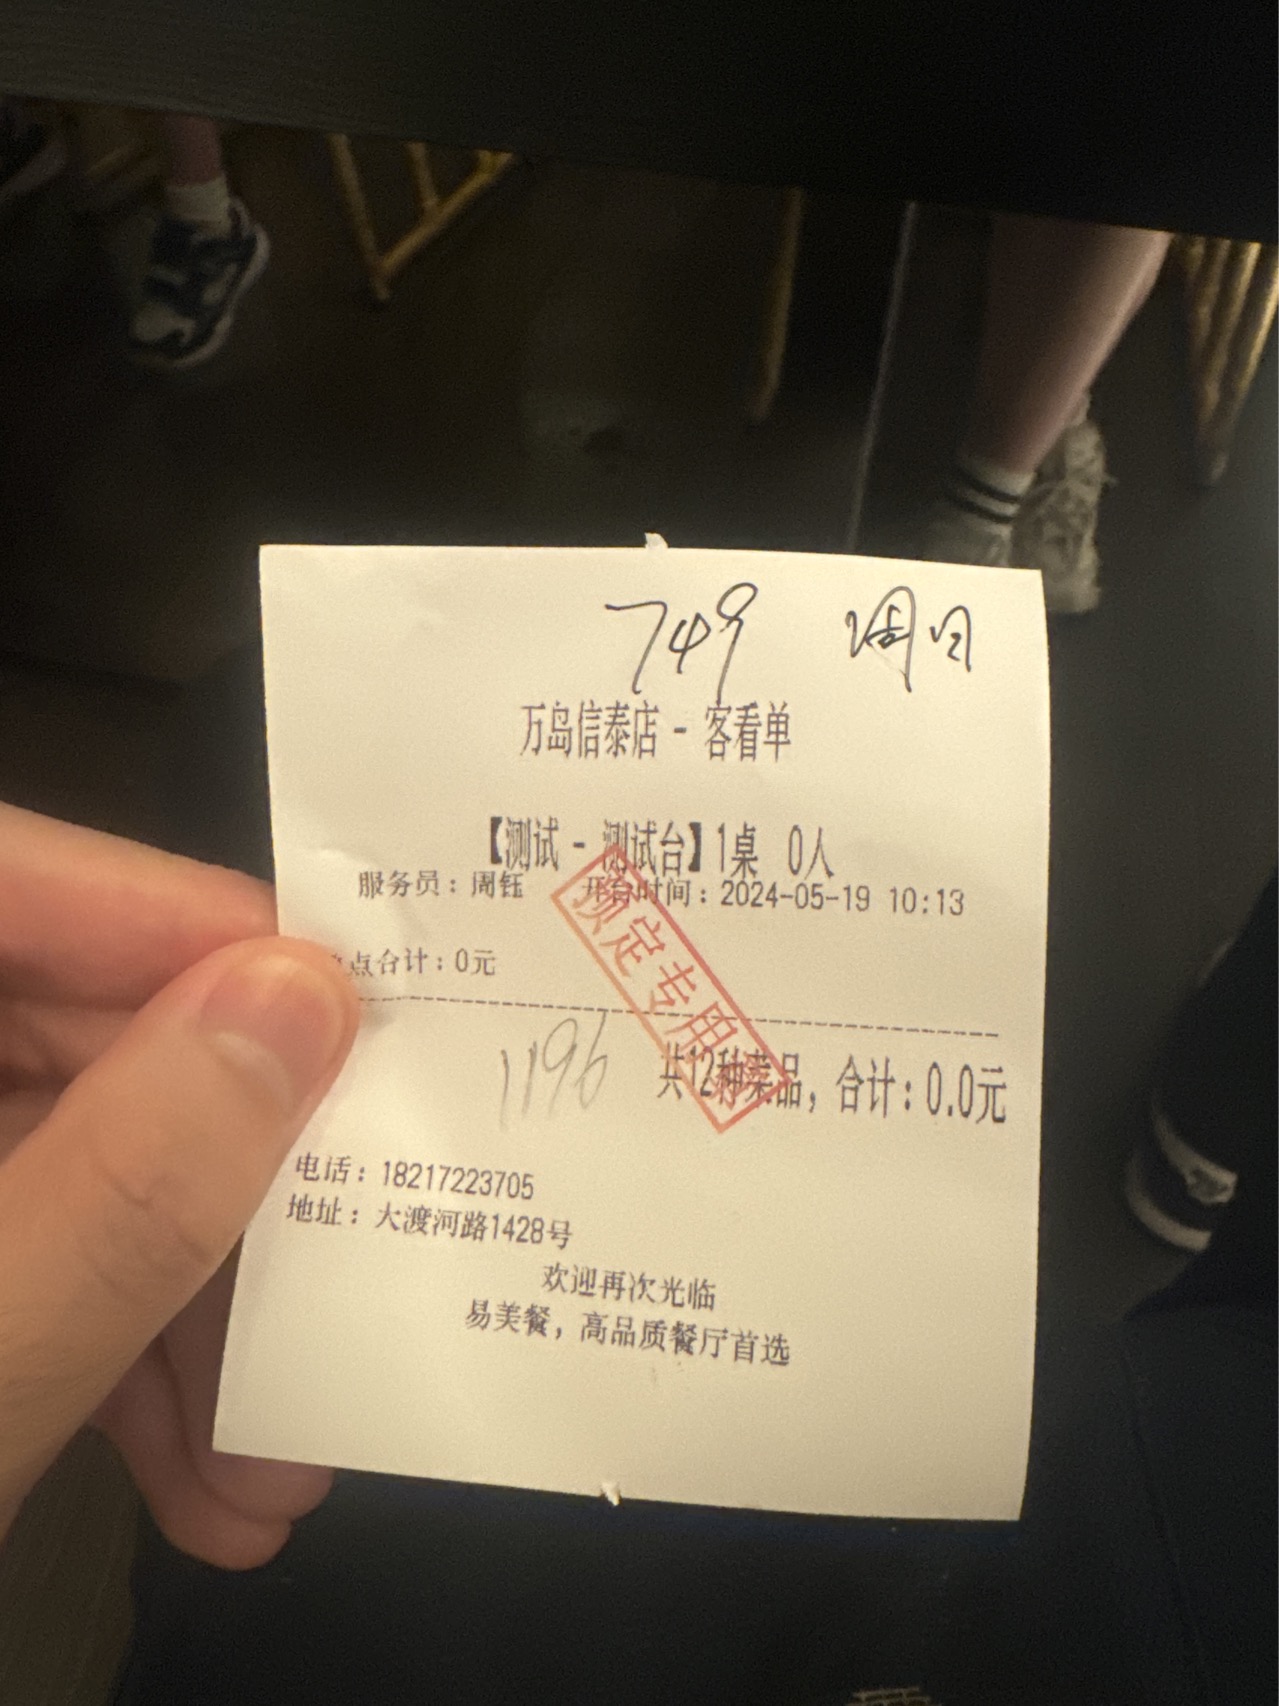 749 周日
万岛信泰店 - 客看单
【测试 - 测试台】1桌 0人
服务员：周钰 开台时间：2024-05-19 10:13
点合计：0元
1196 共12种菜品，合计：0.0元
预定专用章
电话：18217223705
地址：大渡河路1428号
欢迎再次光临
易美餐，高品质餐厅首选